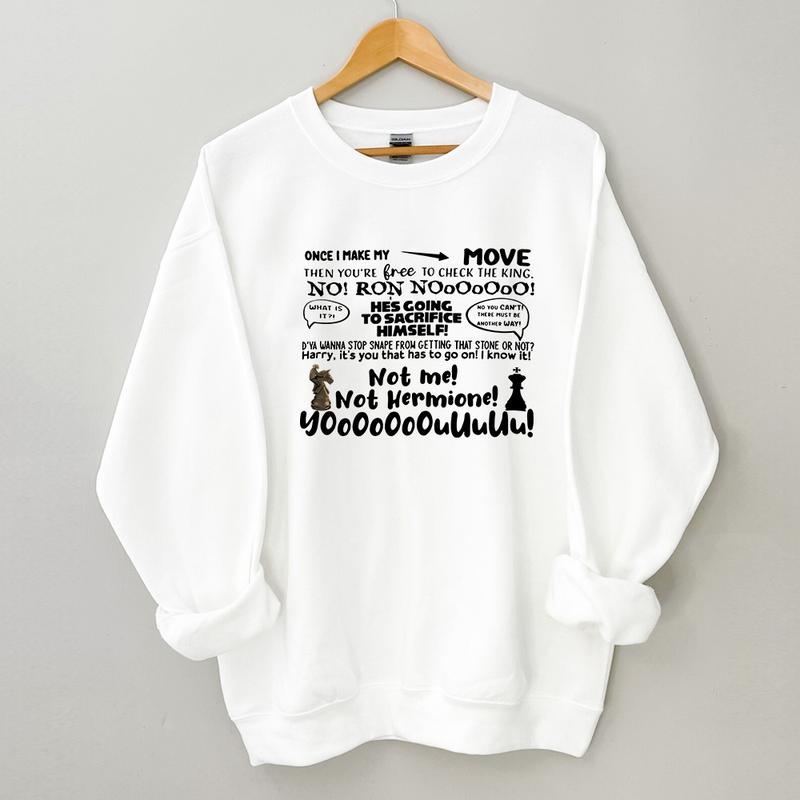 GILDAN
ONCE I MAKE MY MOVE
THEN YOU'RE free TO CHECK THE KING.
NO! RON NOoOoOoO!
WHAT IS
IT?!
HE'S GOING
TO SACRIFICE
HIMSELF!
NO YOU CAN'T!
THERE MUST BE
ANOTHER WAY!
D'YA WANNA STOP SNAPE FROM GETTING THAT STONE OR NOT?
Harry, it's you that has to go on! I know it!
Not me!
Not Hermione!
YOoOoOoOuUuUu!